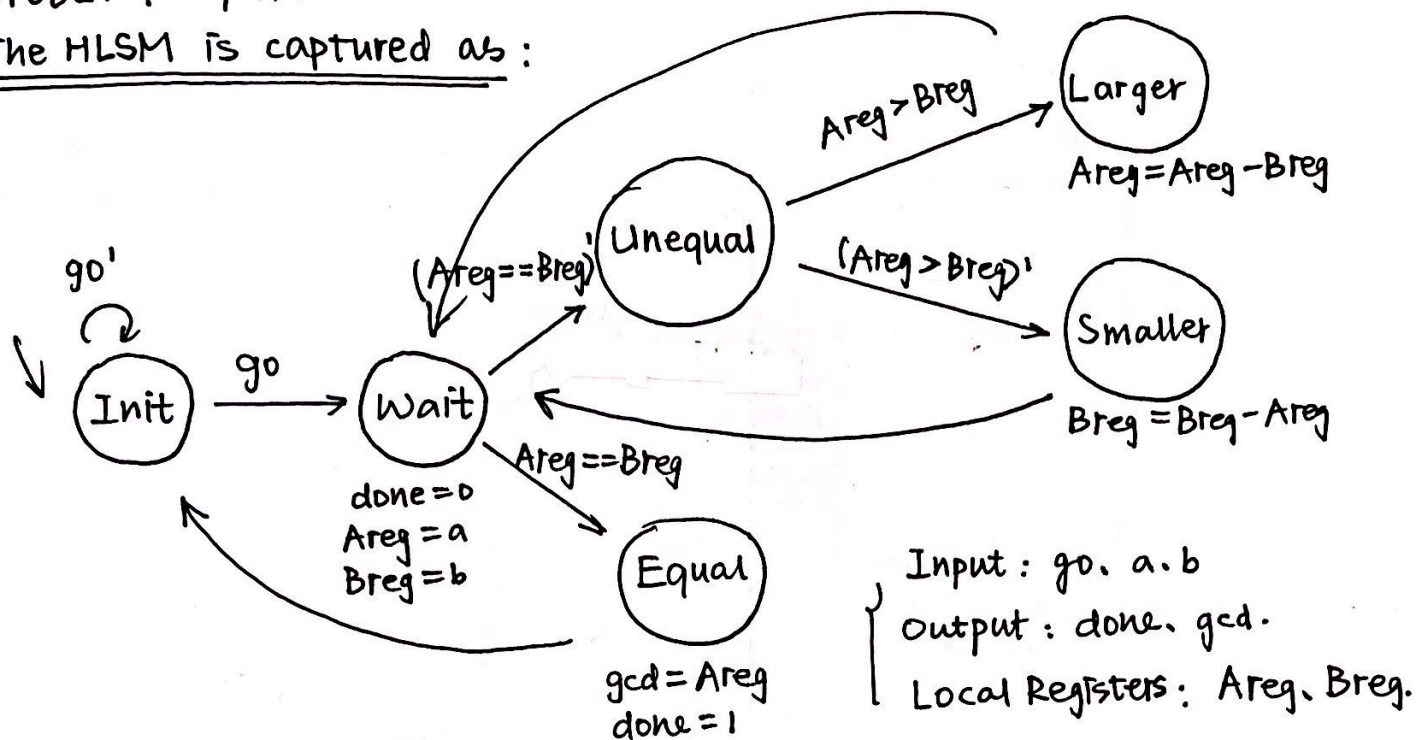 The HLSM is captured as:
Areg>Breg
Larger
Areg=Areg-Breg
Unequal
(Areg==Breg)'
(Areg>Breg)'
Smaller
Breg=Breg-Areg
go'
go
Init
Wait
done=0
Areg=a
Breg=b
Areg==Breg
Equal
gcd=Areg
done=1
Input: go、a、b
Output: done、gcd.
Local Registers: Areg、Breg.